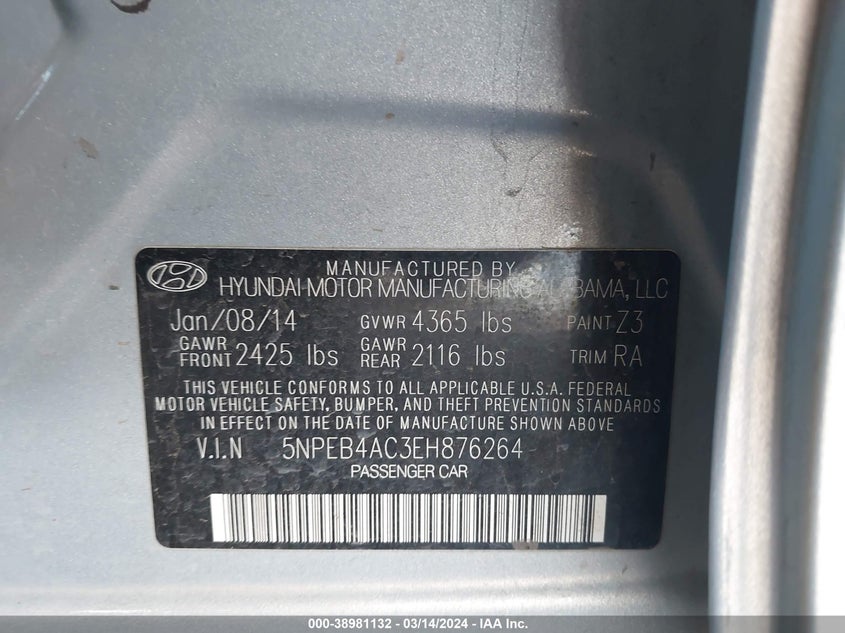 MANUFACTURED BY
HYUNDAI MOTOR MANUFACTURING ALABAMA, LLC
Jan/08/14 GVWR 4365 lbs PAINT Z3
GAWR FRONT 2425 lbs GAWR REAR 2116 lbs TRIM RA
THIS VEHICLE CONFORMS TO ALL APPLICABLE U.S.A. FEDERAL
MOTOR VEHICLE SAFETY, BUMPER, AND THEFT PREVENTION STANDARDS
IN EFFECT ON THE DATE OF MANUFACTURE SHOWN ABOVE
V.I.N 5NPEB4AC3EH876264
PASSENGER CAR
000-38981132 - 03/14/2024 - IAA Inc.